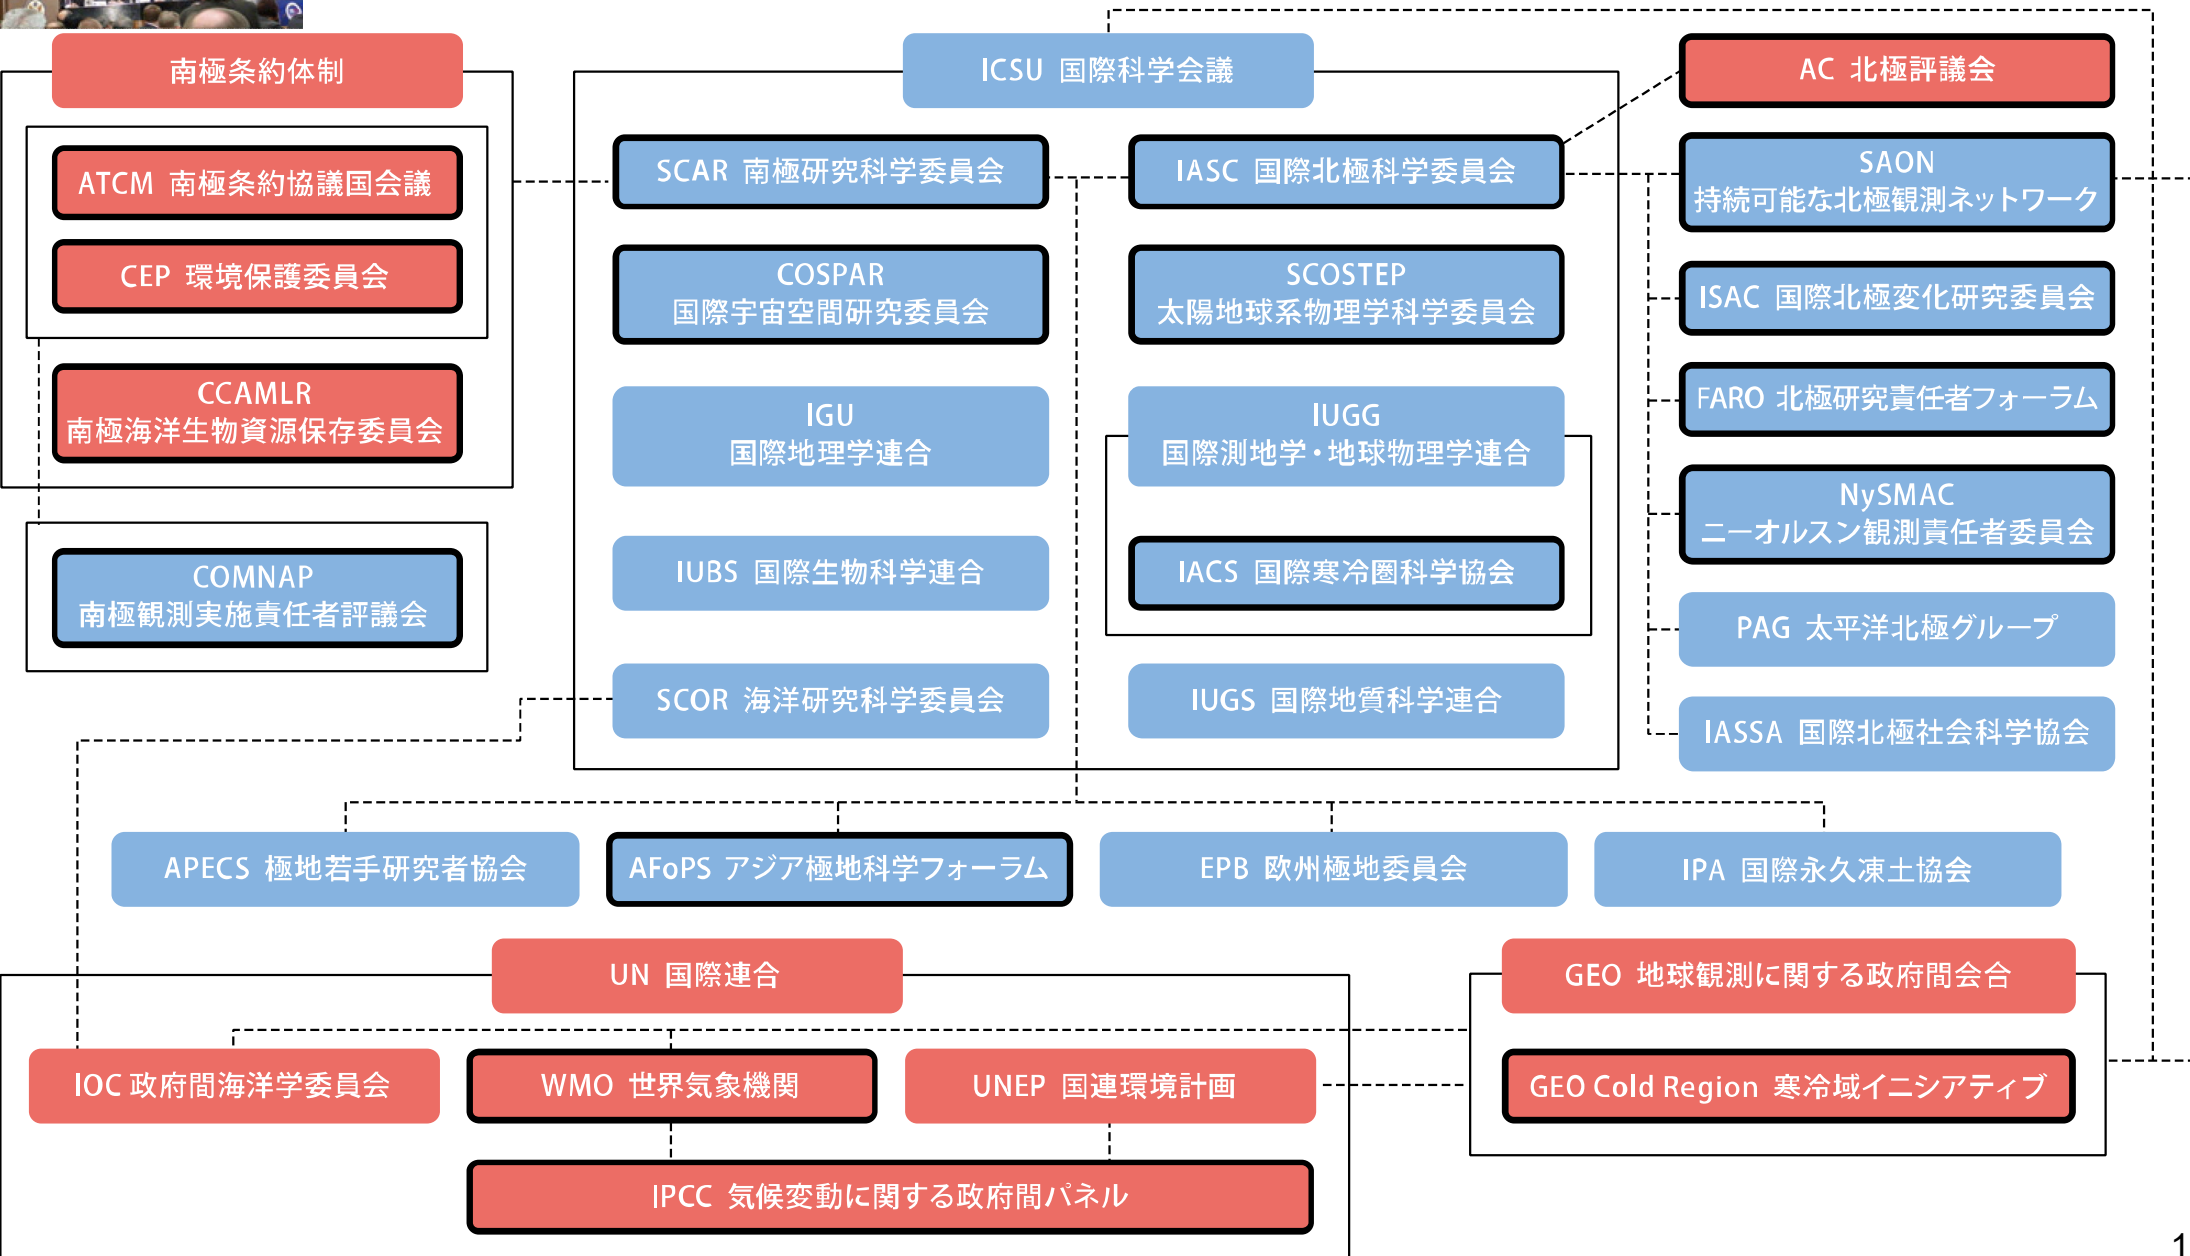 南極条約体制
ATCM 南極条約協議国会議
CEP 環境保護委員会
CCAMLR
南極海洋生物資源保存委員会
COMNAP
南極観測実施責任者評議会
ICSU 国際科学会議
SCAR 南極研究科学委員会
IASC 国際北極科学委員会
COSPAR
国際宇宙空間研究委員会
SCOSTEP
太陽地球系物理学科学委員会
IGU
国際地理学連合
IUGG
国際測地学・地球物理学連合
IUBS 国際生物科学連合
IACS 国際寒冷圏科学協会
SCOR 海洋研究科学委員会
IUGS 国際地質科学連合
AC 北極評議会
SAON
持続可能な北極観測ネットワーク
ISAC 国際北極変化研究委員会
FARO 北極研究責任者フォーラム
NySMAC
ニーオルスン観測責任者委員会
PAG 太平洋北極グループ
IASSA 国際北極社会科学協会
APECS 極地若手研究者協会
AFoPS アジア極地科学フォーラム
EPB 欧州極地委員会
IPA 国際永久凍土協会
UN 国際連合
IOC 政府間海洋学委員会
WMO 世界気象機関
UNEP 国連環境計画
IPCC 気候変動に関する政府間パネル
GEO 地球観測に関する政府間会合
GEO Cold Region 寒冷域イニシアティブ
1